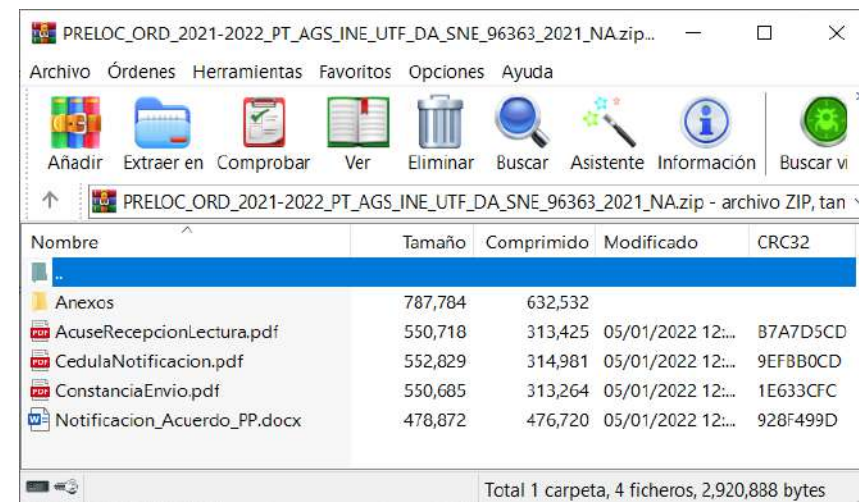 PRELOC_ORD_2021-2022_PT_AGS_INE_UTF_DA_SNE_96363_2021_NA.zip...
Archivo Órdenes Herramientas Favoritos Opciones Ayuda
Añadir Extraer en Comprobar Ver Eliminar Buscar Asistente Información Buscar vi
PRELOC_ORD_2021-2022_PT_AGS_INE_UTF_DA_SNE_96363_2021_NA.zip - archivo ZIP, tan
Nombre Tamaño Comprimido Modificado CRC32
..
Anexos 787,784 632,532
AcuseRecepcionLectura.pdf 550,718 313,425 05/01/2022 12:... B7A7D5CD
CedulaNotificacion.pdf 552,829 314,981 05/01/2022 12:... 9EFBB0CD
ConstanciaEnvio.pdf 550,685 313,264 05/01/2022 12:... 1E633CFC
Notificacion_Acuerdo_PP.docx 478,872 476,720 05/01/2022 12:... 928F499D
Total 1 carpeta, 4 ficheros, 2,920,888 bytes